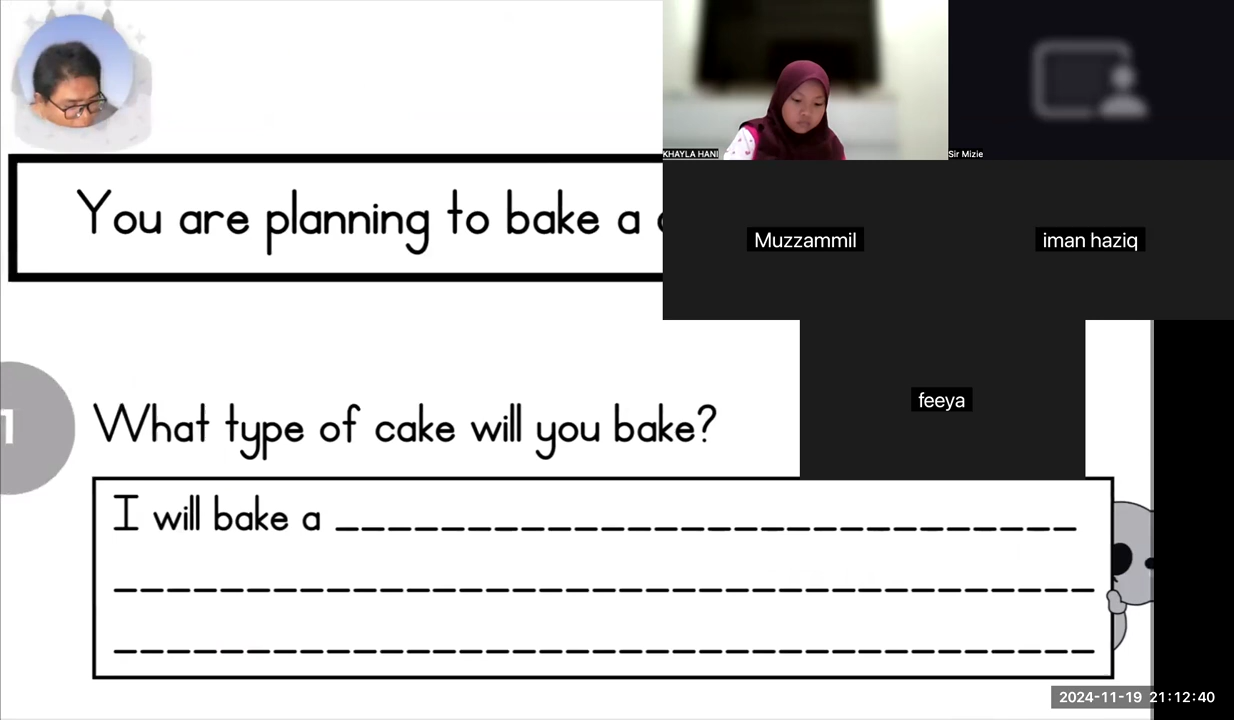 KHAYLA HANI
Sir Mizie
You are planning to bake a
Muzzammil
iman haziq
feeya
1
What type of cake will you bake?
I will bake a
2024-11-19 21:12:40